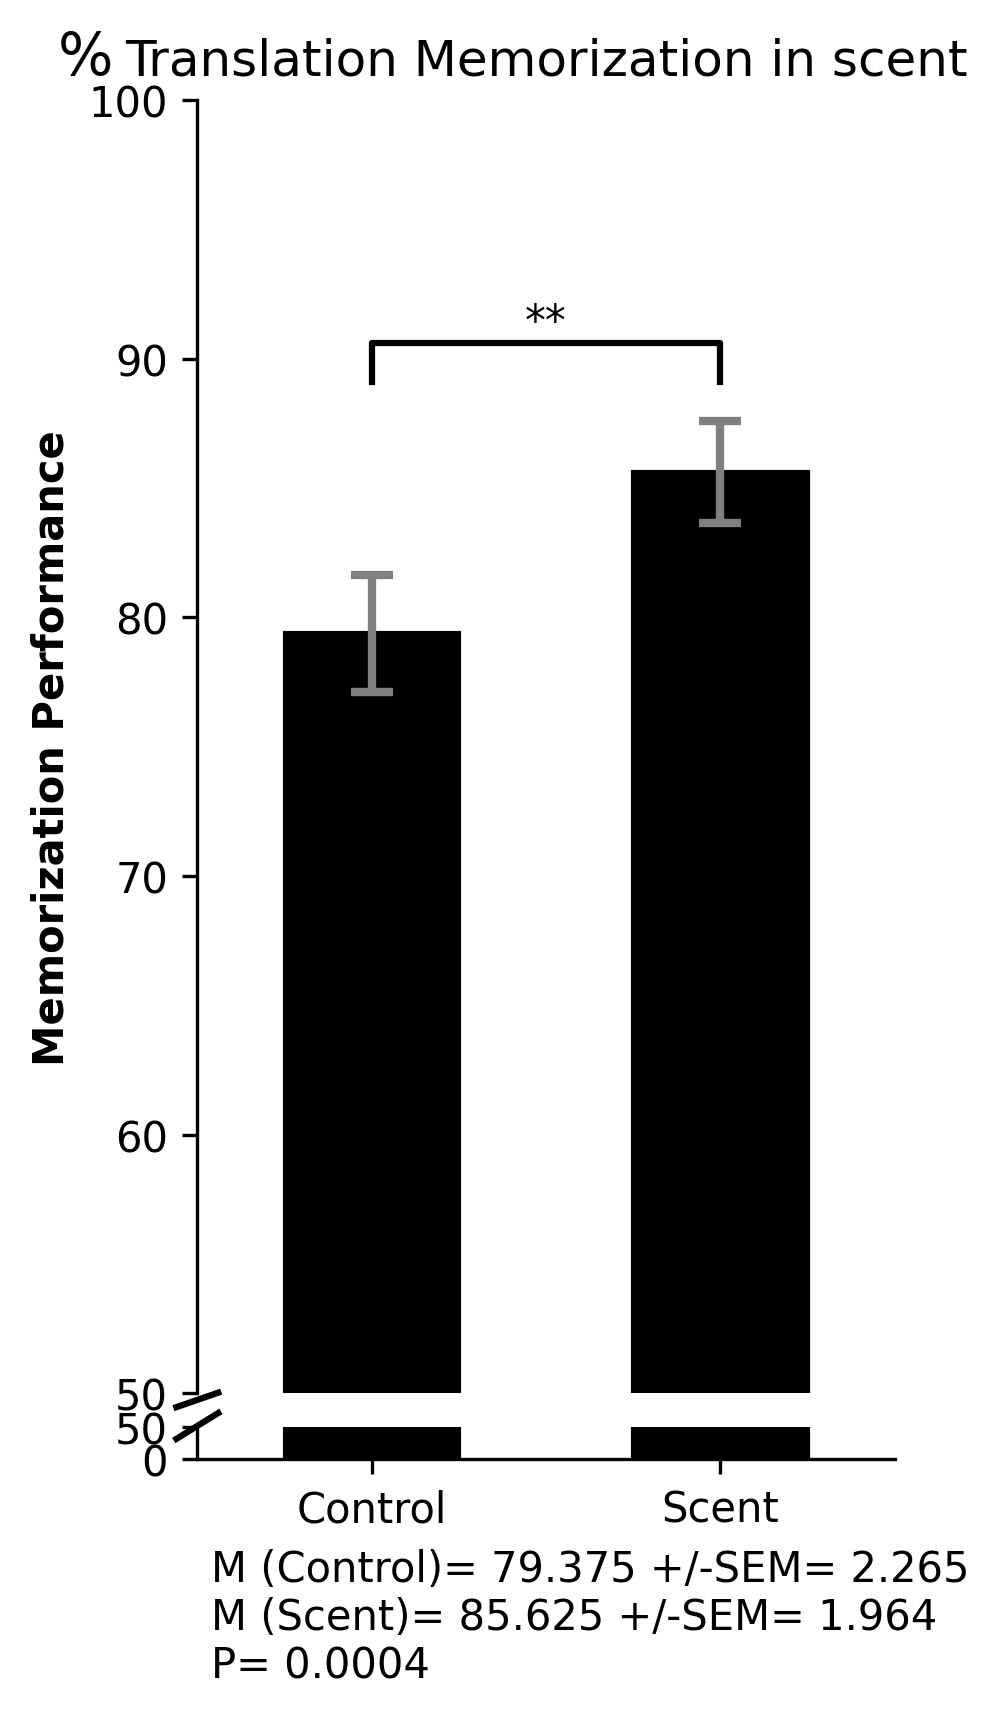 % Translation Memorization in scent
100
**
90
80
70
60
50
50
0
Memorization Performance
Control Scent
M (Control)= 79.375 +/-SEM= 2.265
M (Scent)= 85.625 +/-SEM= 1.964
P= 0.0004